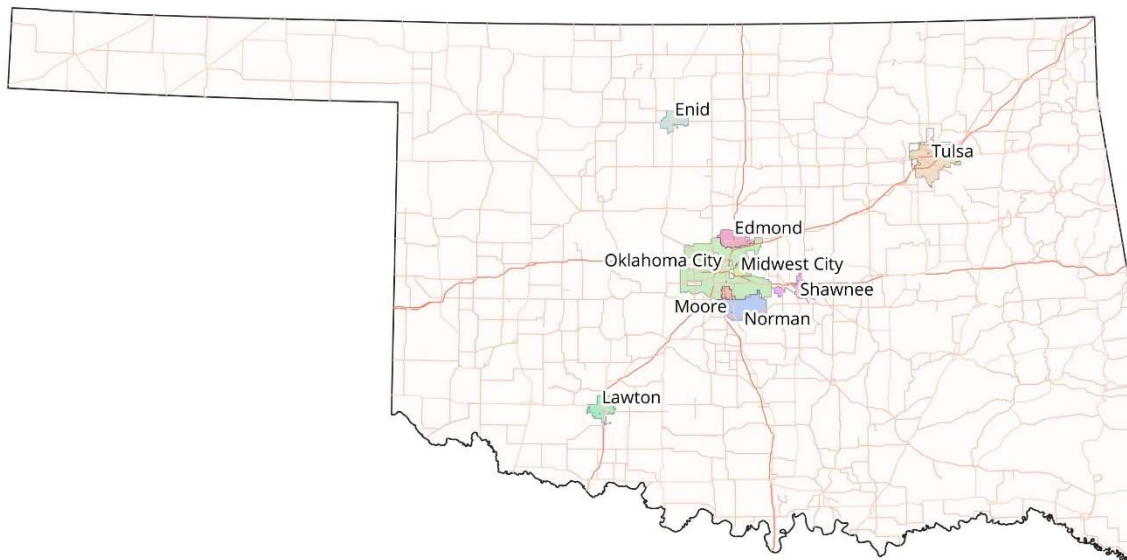 Enid
Tulsa
Edmond
Oklahoma City
Midwest City
Shawnee
Moore
Norman
Lawton